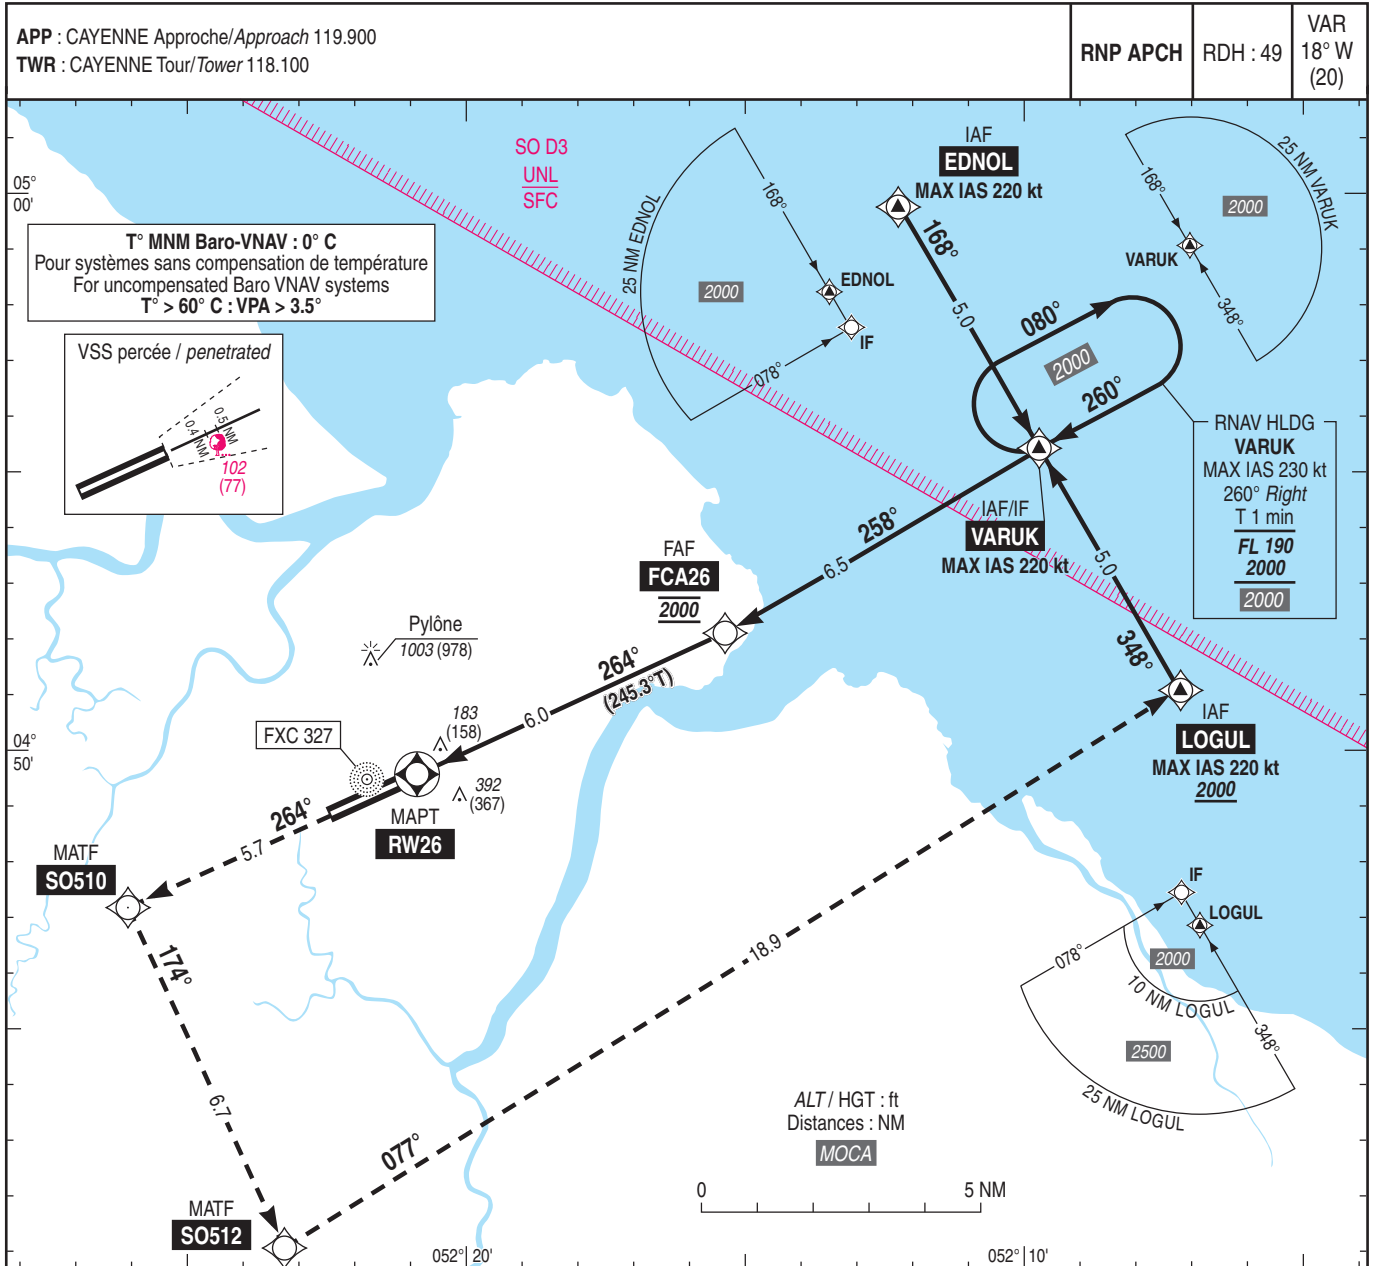 APP : CAYENNE Approche/Approach 119.900
TWR : CAYENNE Tour/Tower 118.100
RNP APCH
RDH : 49
VAR
18° W
(20)
SO D3
UNL
SFC
05°
00'
T° MNM Baro-VNAV : 0° C
Pour systèmes sans compensation de température
For uncompensated Baro VNAV systems
T° > 60° C : VPA > 3.5°
VSS percée / penetrated
0.5 NM
0.4 NM
102
(77)
25 NM EDNOL
168°
2000
EDNOL
IF
078°
IAF
EDNOL
MAX IAS 220 kt
168°
5.0
25 NM VARUK
168°
2000
VARUK
348°
080°
2000
260°
RNAV HLDG
VARUK
MAX IAS 230 kt
260° Right
T 1 min
FL 190
2000
2000
IAF/IF
VARUK
MAX IAS 220 kt
258°
6.5
5.0
348°
FAF
FCA26
2000
Pylône
1003 (978)
264°
(245.3°T)
6.0
183
(158)
392
(367)
FXC 327
MAPT
RW26
IAF
LOGUL
MAX IAS 220 kt
2000
04°
50'
264°
5.7
MATF
SO510
174°
6.7
18.9
077°
MATF
SO512
IF
LOGUL
078°
2000
10 NM LOGUL
348°
2500
25 NM LOGUL
ALT / HGT : ft
Distances : NM
MOCA
0
5 NM
052° 20'
052° 10'